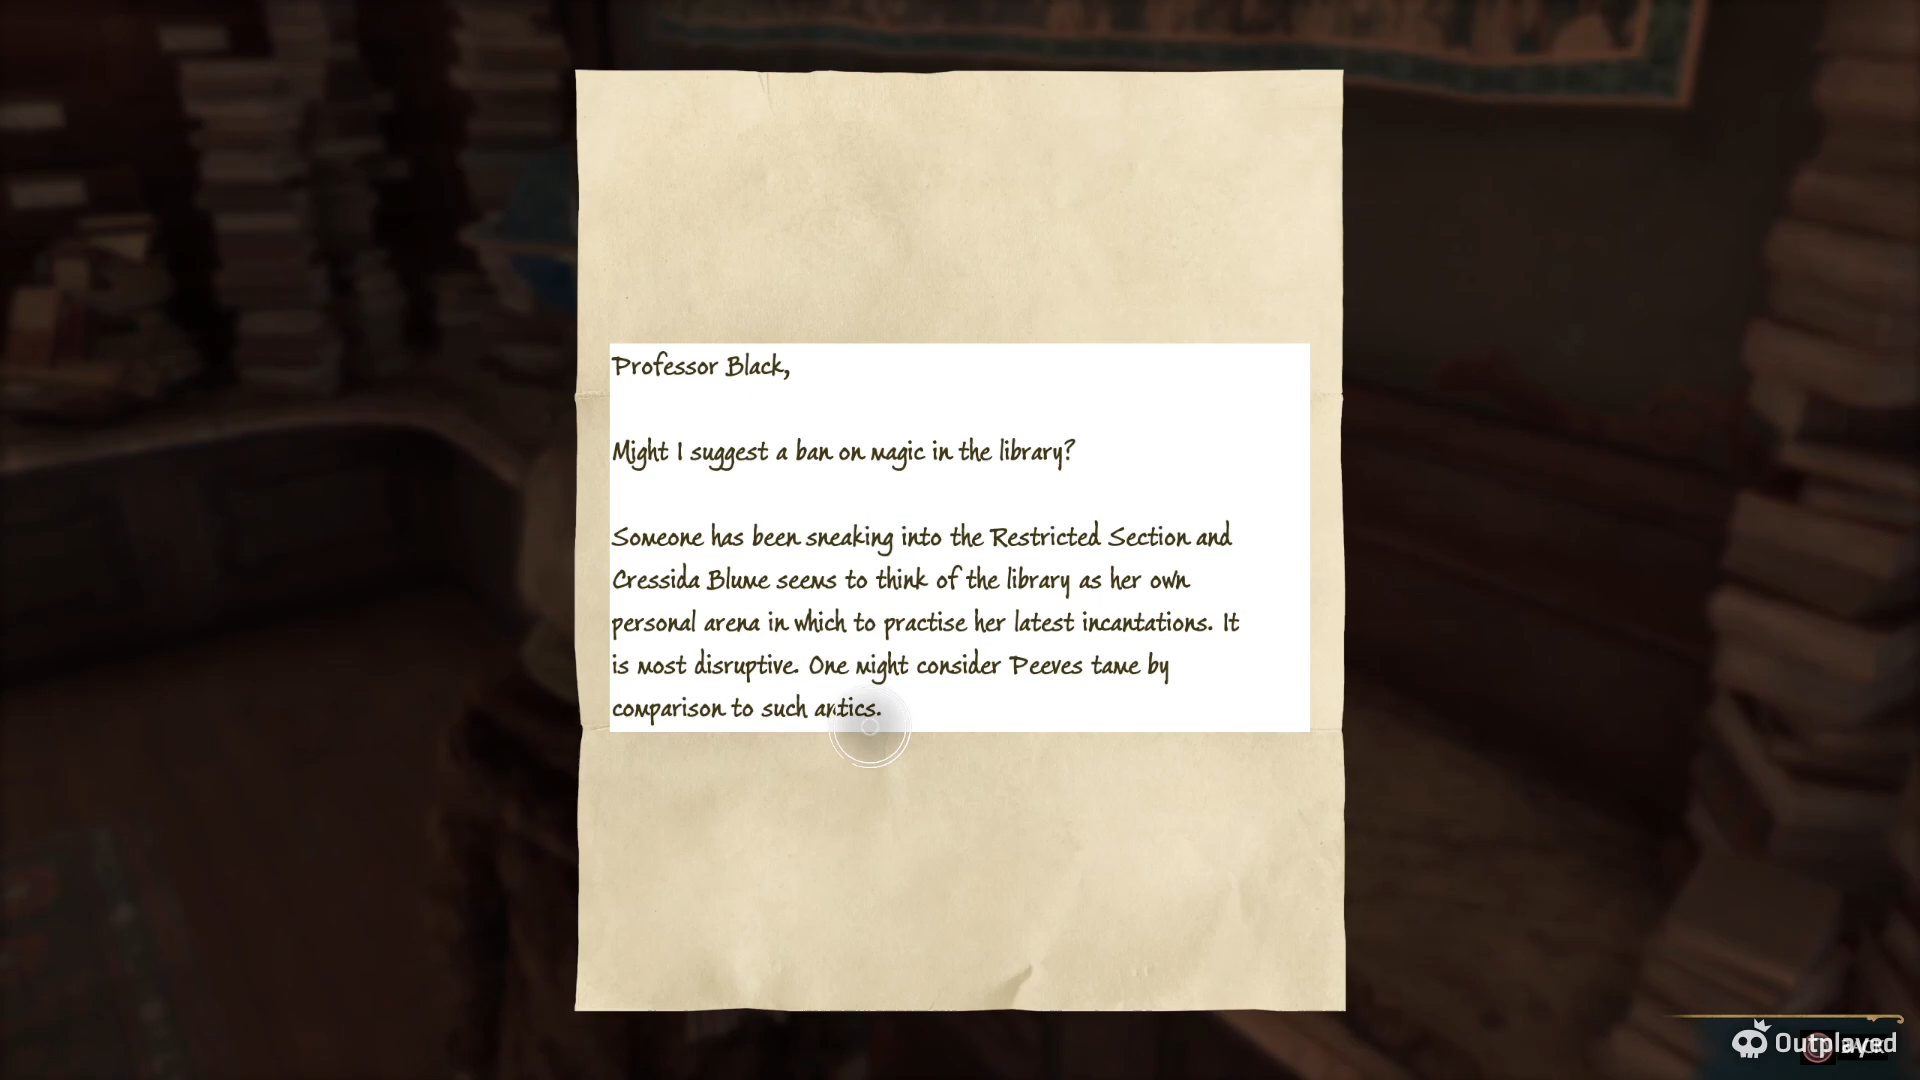 Professor Black,
Might I suggest a ban on magic in the library?
Someone has been sneaking into the Restricted Section and
Cressida Blume seems to think of the library as her own
personal arena in which to practise her latest incantations. It
is most disruptive. One might consider Peeves tame by
comparison to such antics.
Outplayed